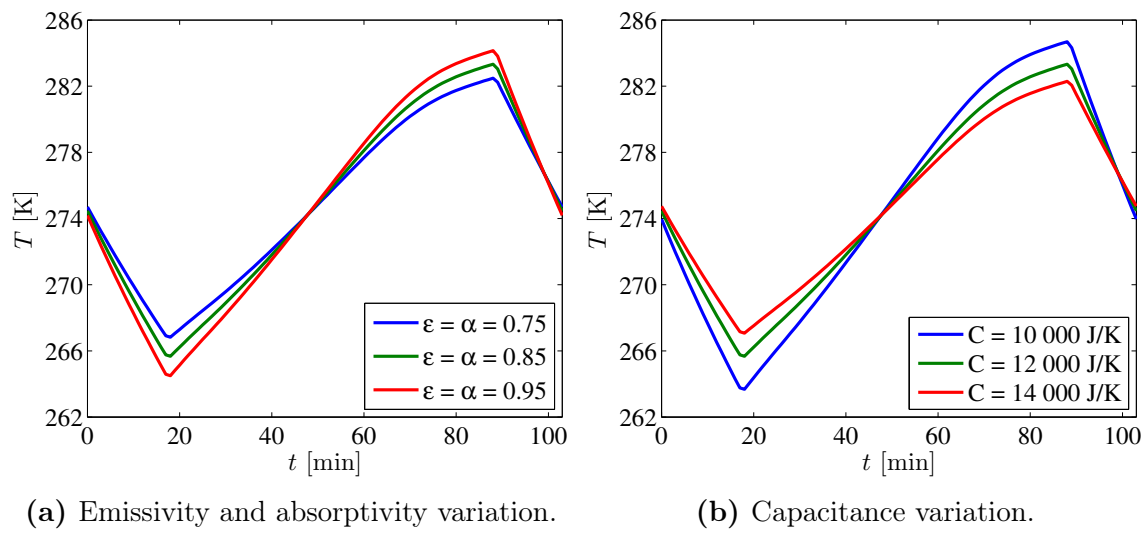 286
282
278
274
270
266
262
T [K]
0
20
40
60
80
100
t [min]
ε = α = 0.75
ε = α = 0.85
ε = α = 0.95
(a) Emissivity and absorptivity variation.
286
282
278
274
270
266
262
T [K]
0
20
40
60
80
100
t [min]
C = 10 000 J/K
C = 12 000 J/K
C = 14 000 J/K
(b) Capacitance variation.